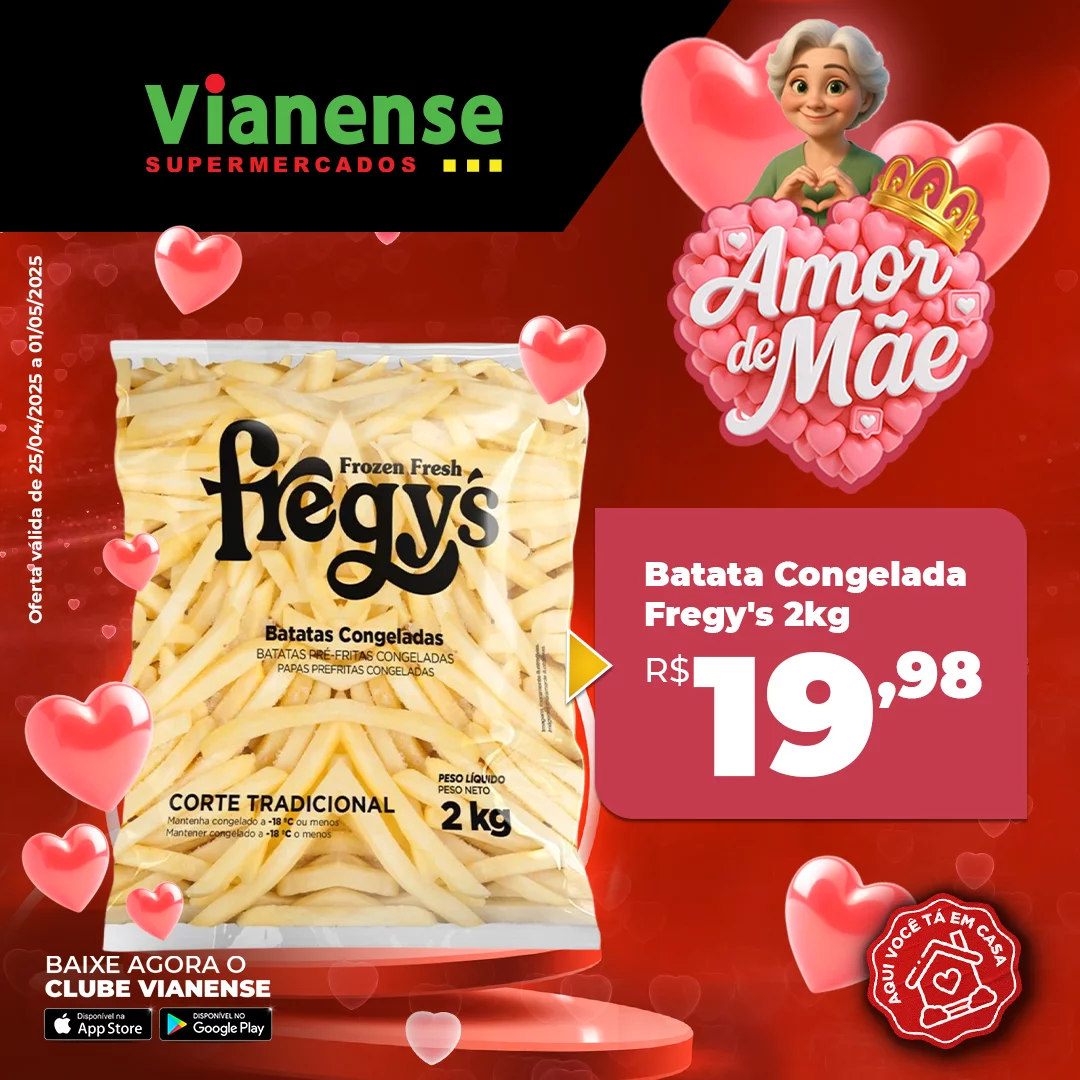 Vianense
SUPERMERCADOS
Amor
de Mãe
Oferta válida de 25/04/2025 a 01/05/2025
Frozen Fresh
fregy's
Batatas Congeladas
BATATAS PRÉ-FRITAS CONGELADAS
PAPAS PREFRITAS CONGELADAS
CORTE TRADICIONAL
Mantenha congelado a -18 °C ou menos
Mantener congelado a -18 °C o menos
PESO LÍQUIDO
PESO NETO
2 kg
Batata Congelada
Fregy's 2kg
R$19,98
BAIXE AGORA O
CLUBE VIANENSE
Disponível na
App Store
DISPONÍVEL NO
Google Play
AQUI VOCÊ TÁ EM CASA